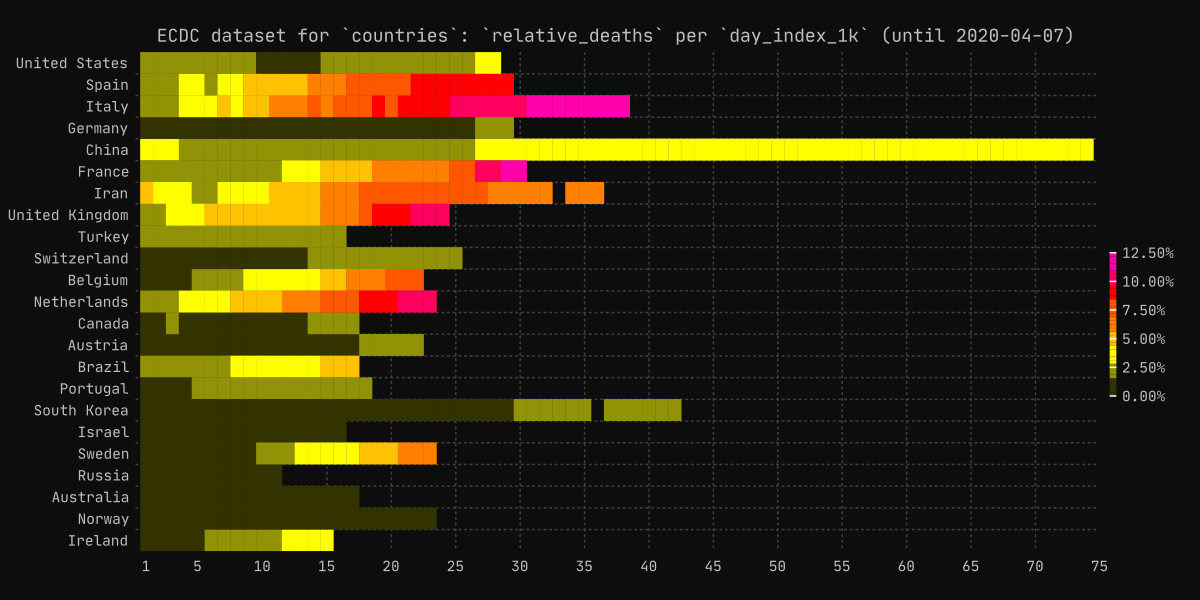 ECDC dataset for `countries`: `relative_deaths` per `day_index_1k` (until 2020-04-07)
United States
Spain
Italy
Germany
China
France
Iran
United Kingdom
Turkey
Switzerland
Belgium
Netherlands
Canada
Austria
Brazil
Portugal
South Korea
Israel
Sweden
Russia
Australia
Norway
Ireland
1 5 10 15 20 25 30 35 40 45 50 55 60 65 70 75
12.50%
10.00%
7.50%
5.00%
2.50%
0.00%